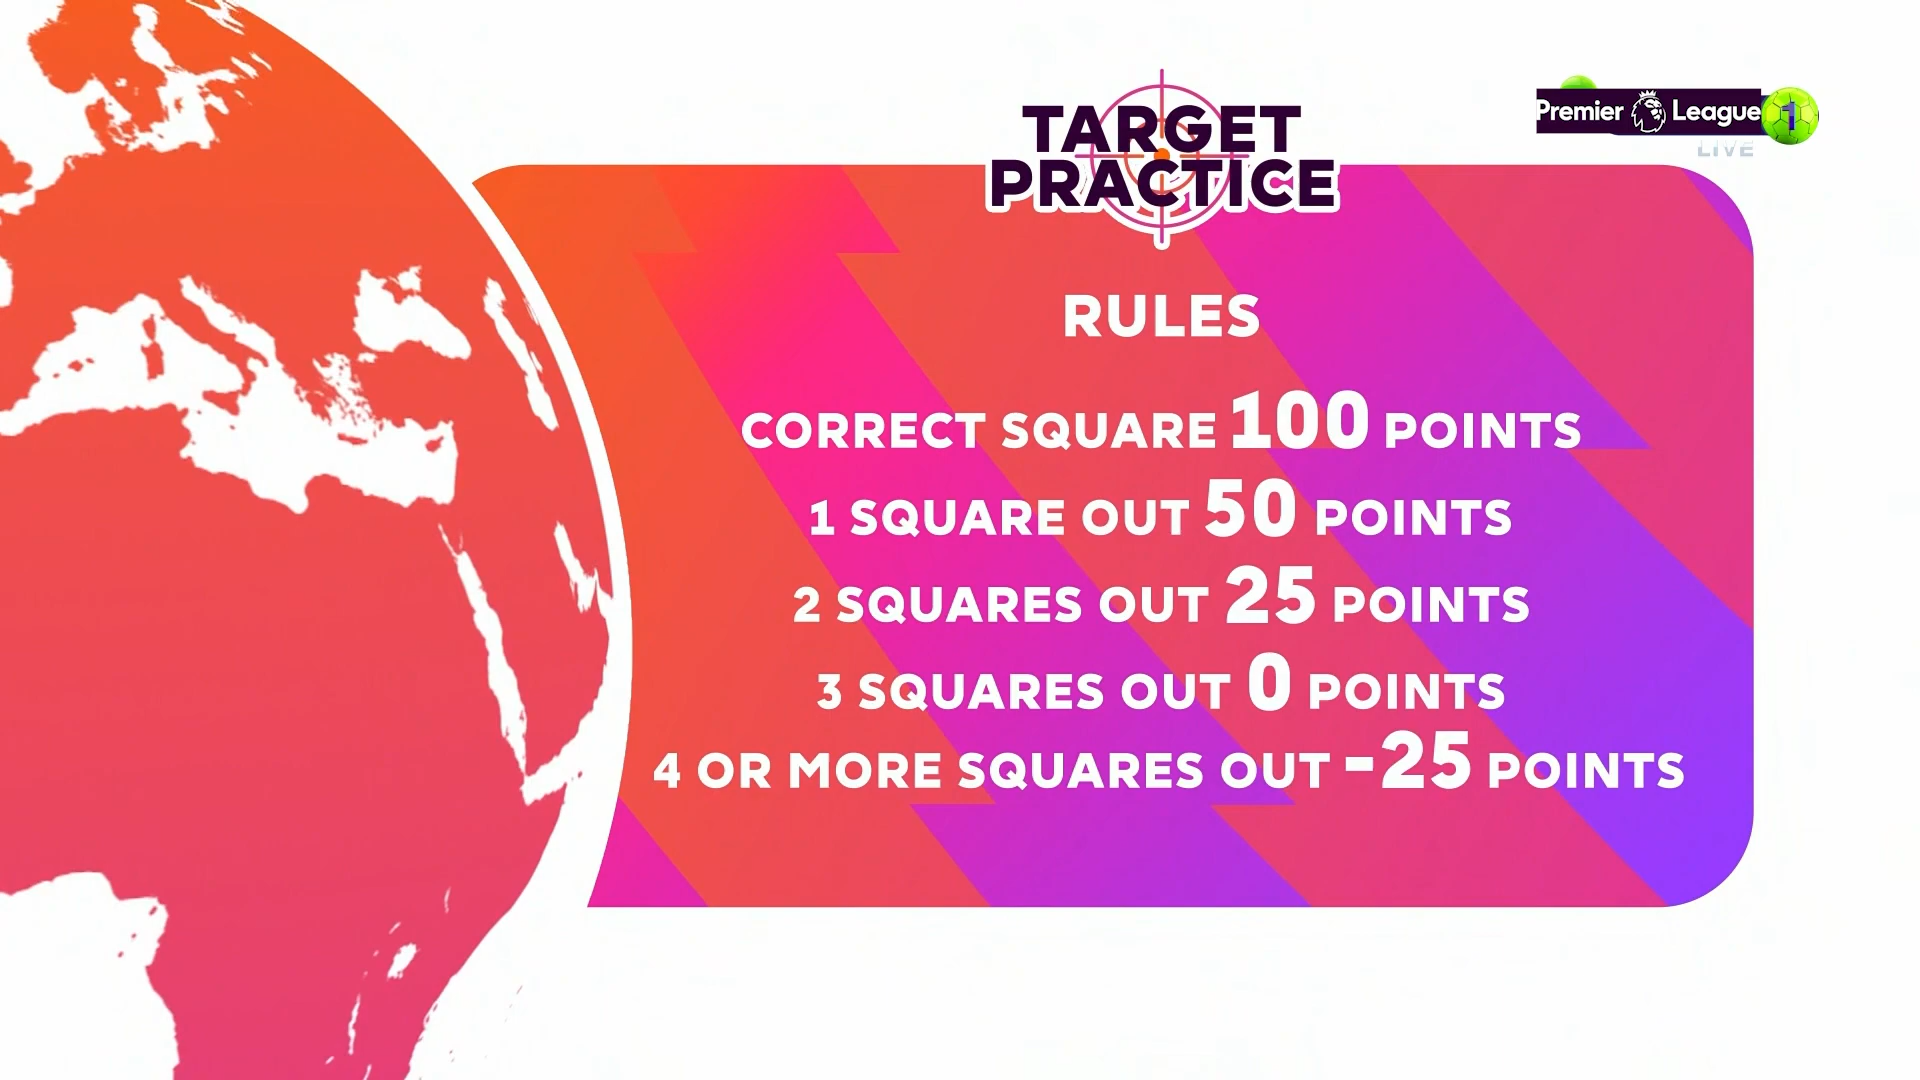 TARGET
PRACTICE
Premier League 1
LIVE
RULES
CORRECT SQUARE 100 POINTS
1 SQUARE OUT 50 POINTS
2 SQUARES OUT 25 POINTS
3 SQUARES OUT 0 POINTS
4 OR MORE SQUARES OUT -25 POINTS